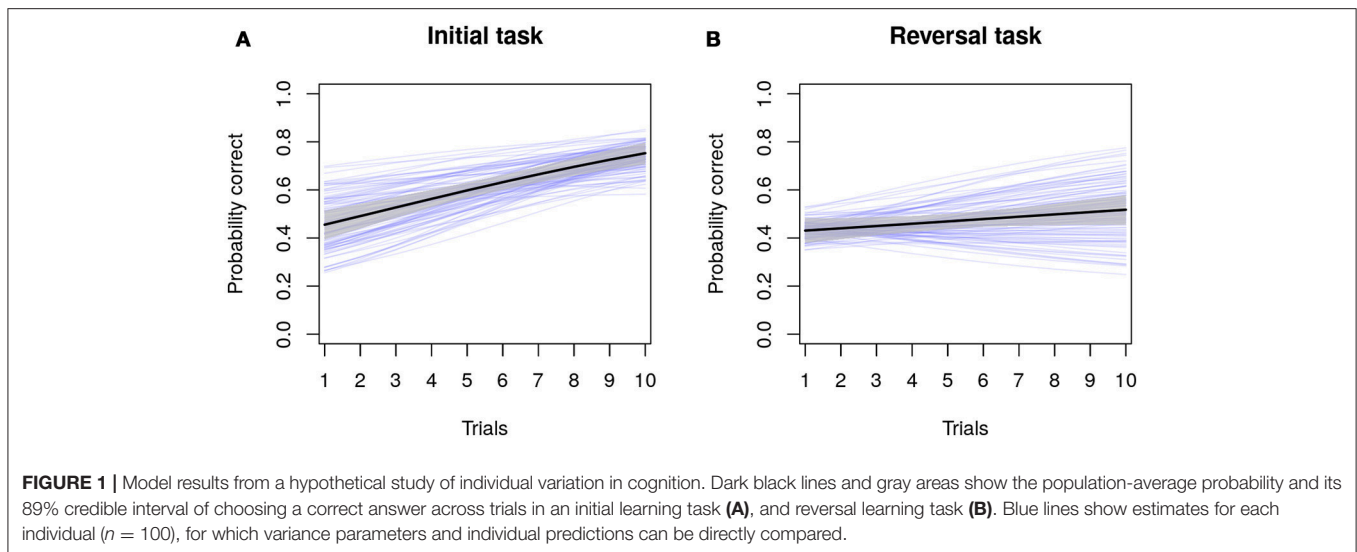 A
Initial task
Probability correct
1.0
0.8
0.6
0.4
0.2
0.0
1 2 3 4 5 6 7 8 9 10
Trials
B
Reversal task
Probability correct
1.0
0.8
0.6
0.4
0.2
0.0
1 2 3 4 5 6 7 8 9 10
Trials
FIGURE 1 | Model results from a hypothetical study of individual variation in cognition. Dark black lines and gray areas show the population-average probability and its
89% credible interval of choosing a correct answer across trials in an initial learning task (A), and reversal learning task (B). Blue lines show estimates for each
individual (n = 100), for which variance parameters and individual predictions can be directly compared.